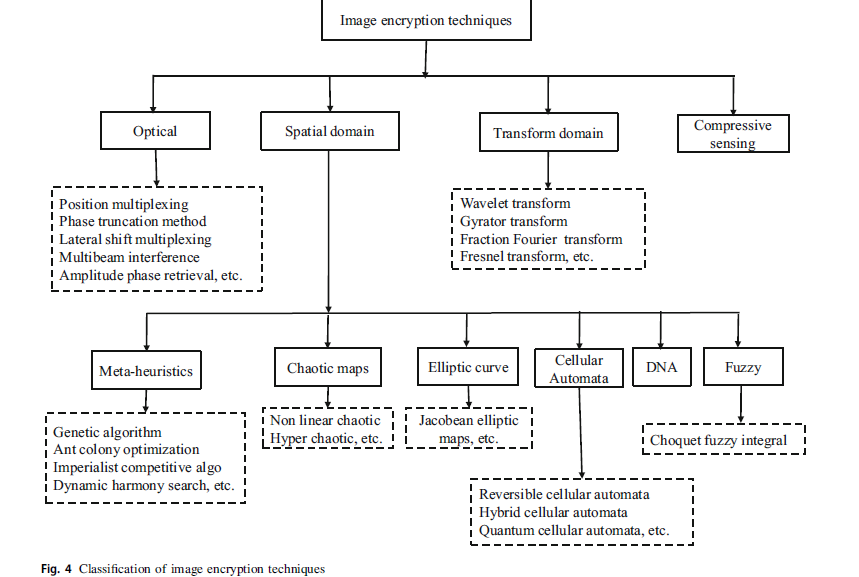 Image encryption techniques
Optical
Spatial domain
Transform domain
Compressive
sensing
Position multiplexing
Phase truncation method
Lateral shift multiplexing
Multibeam interference
Amplitude phase retrieval, etc.
Wavelet transform
Gyrator transform
Fraction Fourier transform
Fresnel transform, etc.
Meta-heuristics
Chaotic maps
Elliptic curve
Cellular
Automata
DNA
Fuzzy
Genetic algorithm
Ant colony optimization
Imperialist competitive algo
Dynamic harmony search, etc.
Non linear chaotic
Hyper chaotic, etc.
Jacobean elliptic
maps, etc.
Choquet fuzzy integral
Reversible cellular automata
Hybrid cellular automata
Quantum cellular automata, etc.
Fig. 4 Classification of image encryption techniques